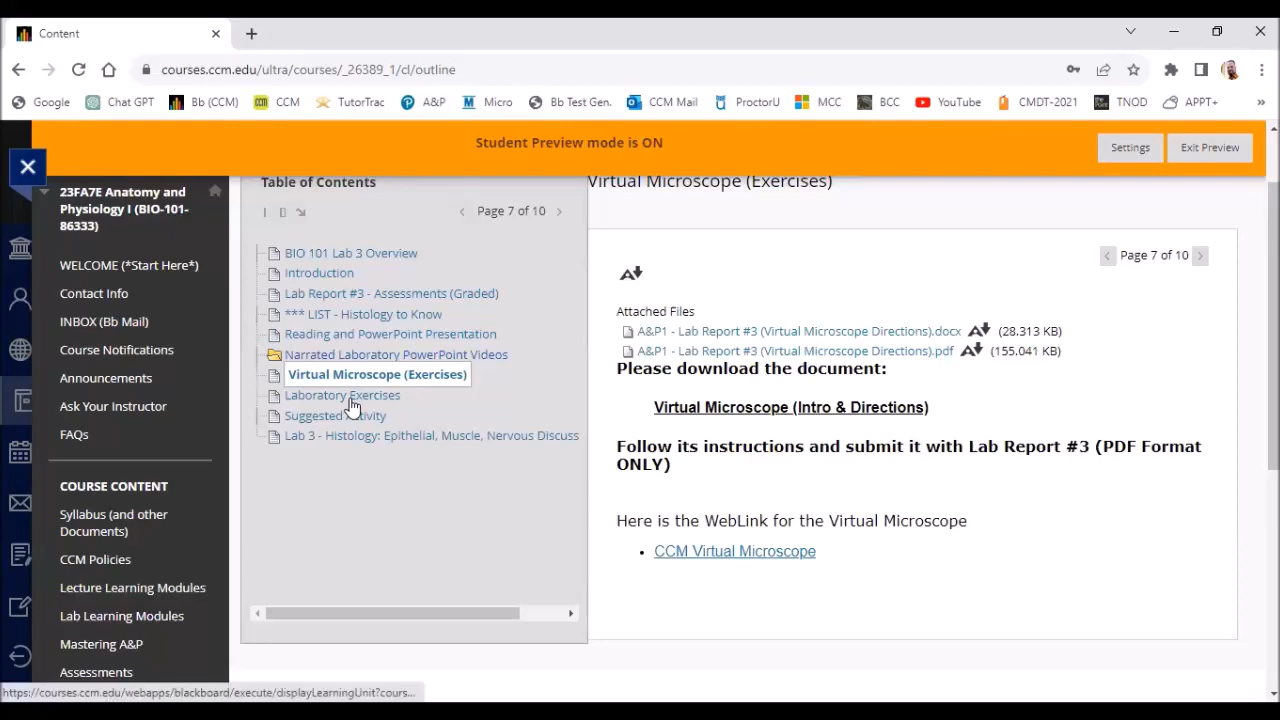 Content
courses.ccm.edu/ultra/courses/_26389_1/cl/outline
Google Chat GPT Bb (CCM) CCM TutorTrac A&P Micro Bb Test Gen. CCM Mail ProctorU MCC BCC YouTube CMDT-2021 TNOD APPT+ »
Student Preview mode is ON
Settings Exit Preview
23FA7E Anatomy and
Physiology I (BIO-101-
86333)
WELCOME (*Start Here*)
Contact Info
INBOX (Bb Mail)
Course Notifications
Announcements
Ask Your Instructor
FAQs
COURSE CONTENT
Syllabus (and other
Documents)
CCM Policies
Lecture Learning Modules
Lab Learning Modules
Mastering A&P
Assessments
Table of Contents
Page 7 of 10
BIO 101 Lab 3 Overview
Introduction
Lab Report #3 - Assessments (Graded)
*** LIST - Histology to Know
Reading and PowerPoint Presentation
Narrated Laboratory PowerPoint Videos
Virtual Microscope (Exercises)
Laboratory Exercises
Suggested Activity
Lab 3 - Histology: Epithelial, Muscle, Nervous Discuss
Virtual Microscope (Exercises)
Page 7 of 10
Attached Files
A&P1 - Lab Report #3 (Virtual Microscope Directions).docx (28.313 KB)
A&P1 - Lab Report #3 (Virtual Microscope Directions).pdf (155.041 KB)
Please download the document:
Virtual Microscope (Intro & Directions)
Follow its instructions and submit it with Lab Report #3 (PDF Format
ONLY)
Here is the WebLink for the Virtual Microscope
• CCM Virtual Microscope
https://courses.ccm.edu/webapps/blackboard/execute/displayLearningUnit?cours...